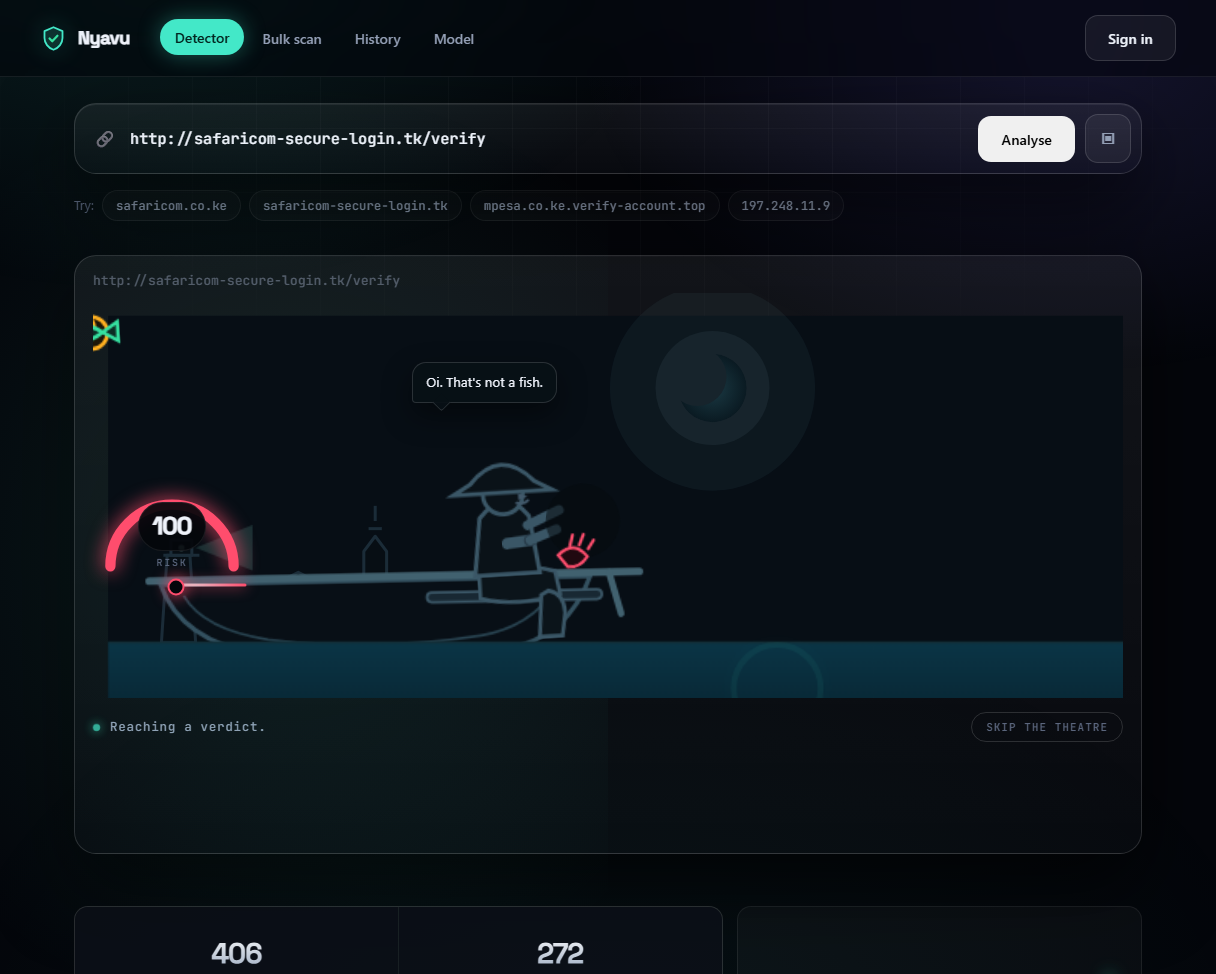 Nyavu
Detector
Bulk scan
History
Model
Sign in
http://safaricom-secure-login.tk/verify
Analyse
Try:
safaricom.co.ke
safaricom-secure-login.tk
mpesa.co.ke.verify-account.top
197.248.11.9
http://safaricom-secure-login.tk/verify
Oi. That's not a fish.
100
RISK
Reaching a verdict.
SKIP THE THEATRE
406
272